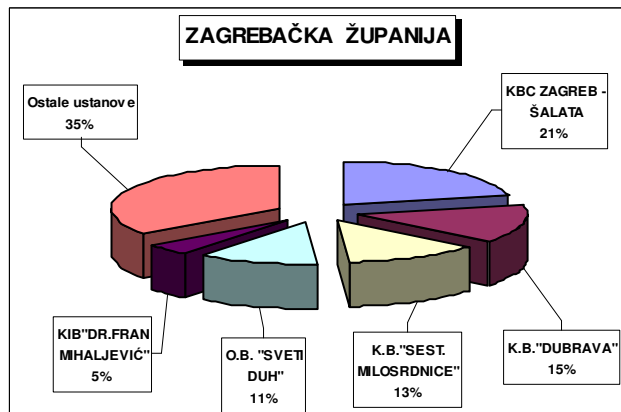 ZAGREBAČKA ŽUPANIJA
Ostale ustanove
35%
KBC ZAGREB -
ŠALATA
21%
KIB"DR.FRAN
MIHALJEVIĆ"
5%
O.B. "SVETI
DUH"
11%
K.B."SEST.
MILOSRDNICE"
13%
K.B."DUBRAVA"
15%